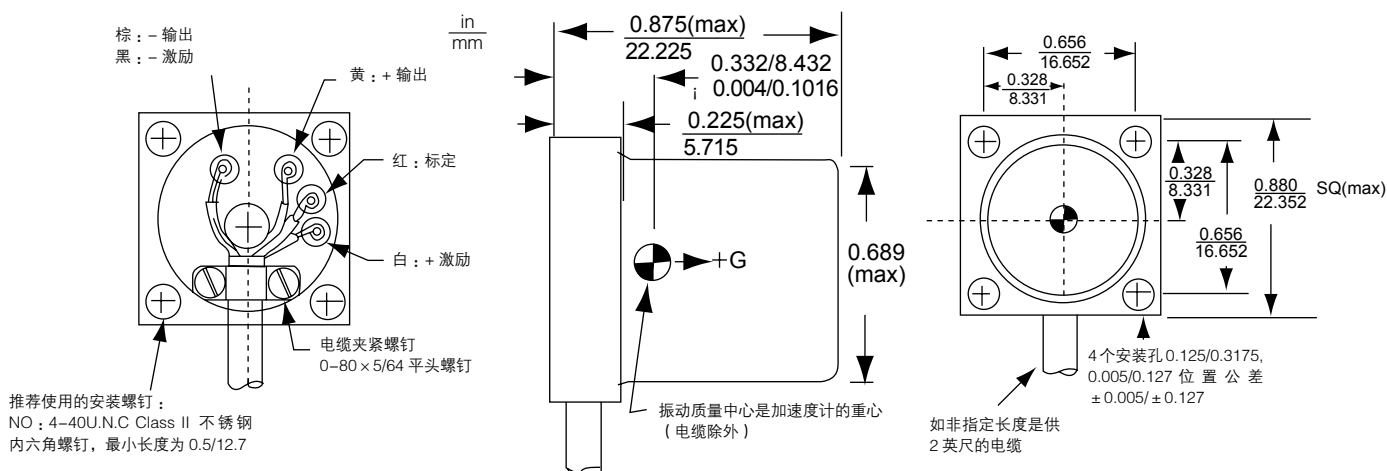 棕：– 输出
黑：– 激励
黄：+ 输出
红：标定
白：+ 激励
电缆夹紧螺钉
0–80 × 5/64 平头螺钉
推荐使用的安装螺钉：
NO：4–40U.N.C Class II 不锈钢
内六角螺钉，最小长度为 0.5/12.7
in
mm
0.875(max)
22.225
0.332/8.432
¡ 0.004/0.1016
0.225(max)
5.715
+G
0.689
(max)
振动质量中心是加速度计的重心
（电缆除外）
0.656
16.652
0.328
8.331
0.328
8.331
0.880
22.352
SQ(max)
0.656
16.652
4个安装孔0.125/0.3175,
0.005/0.127 位置公差
±0.005/±0.127
如非指定长度是供
2 英尺的电缆